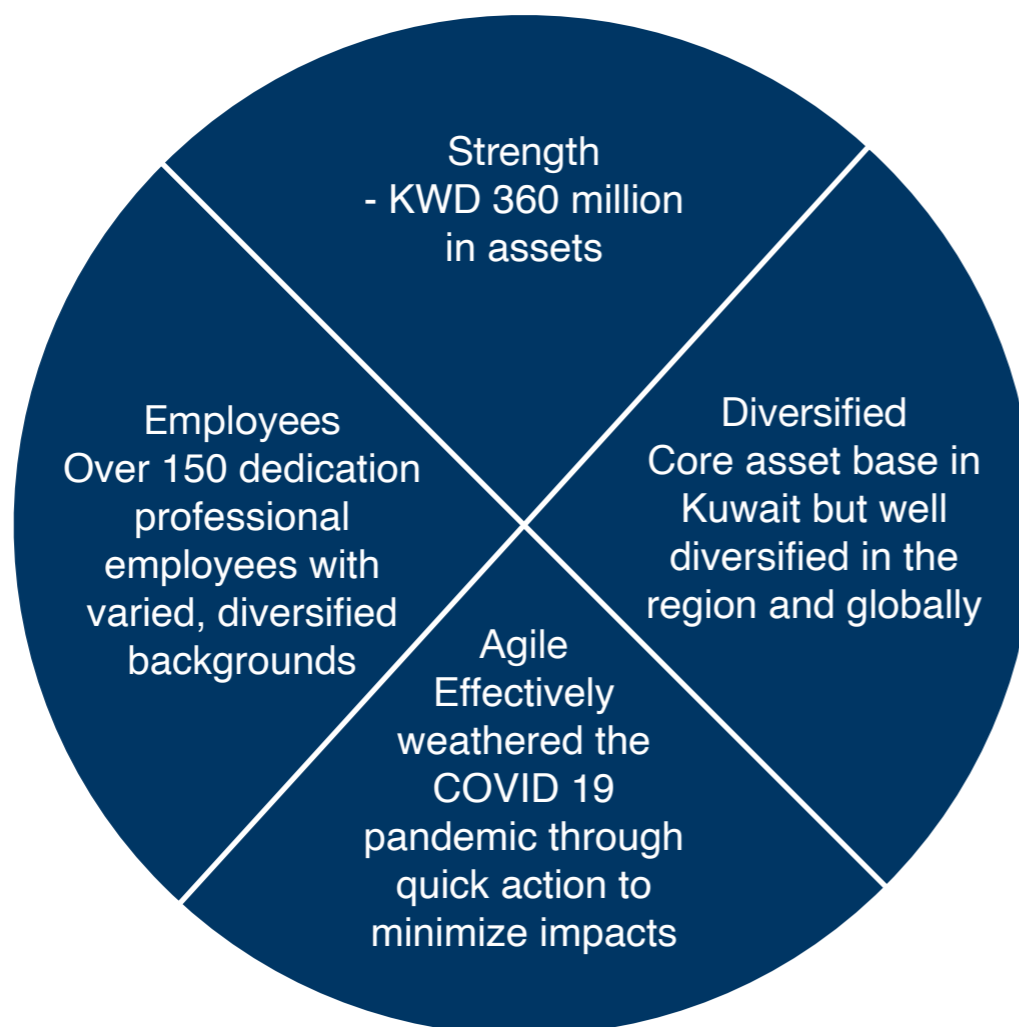 Strength
- KWD 360 million
in assets
Employees
Over 150 dedication
professional
employees with
varied, diversified
backgrounds
Diversified
Core asset base in
Kuwait but well
diversified in the
region and globally
Agile
Effectively
weathered the
COVID 19
pandemic through
quick action to
minimize impacts